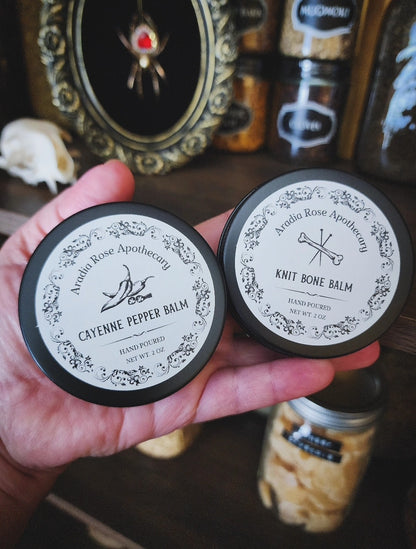 MUGWORT
Aradia Rose Apothecary
CAYENNE PEPPER BALM
HAND POURED
NET WT. 2 OZ
Aradia Rose Apothecary
KNIT BONE BALM
HAND POURED
NET WT. 2 OZ